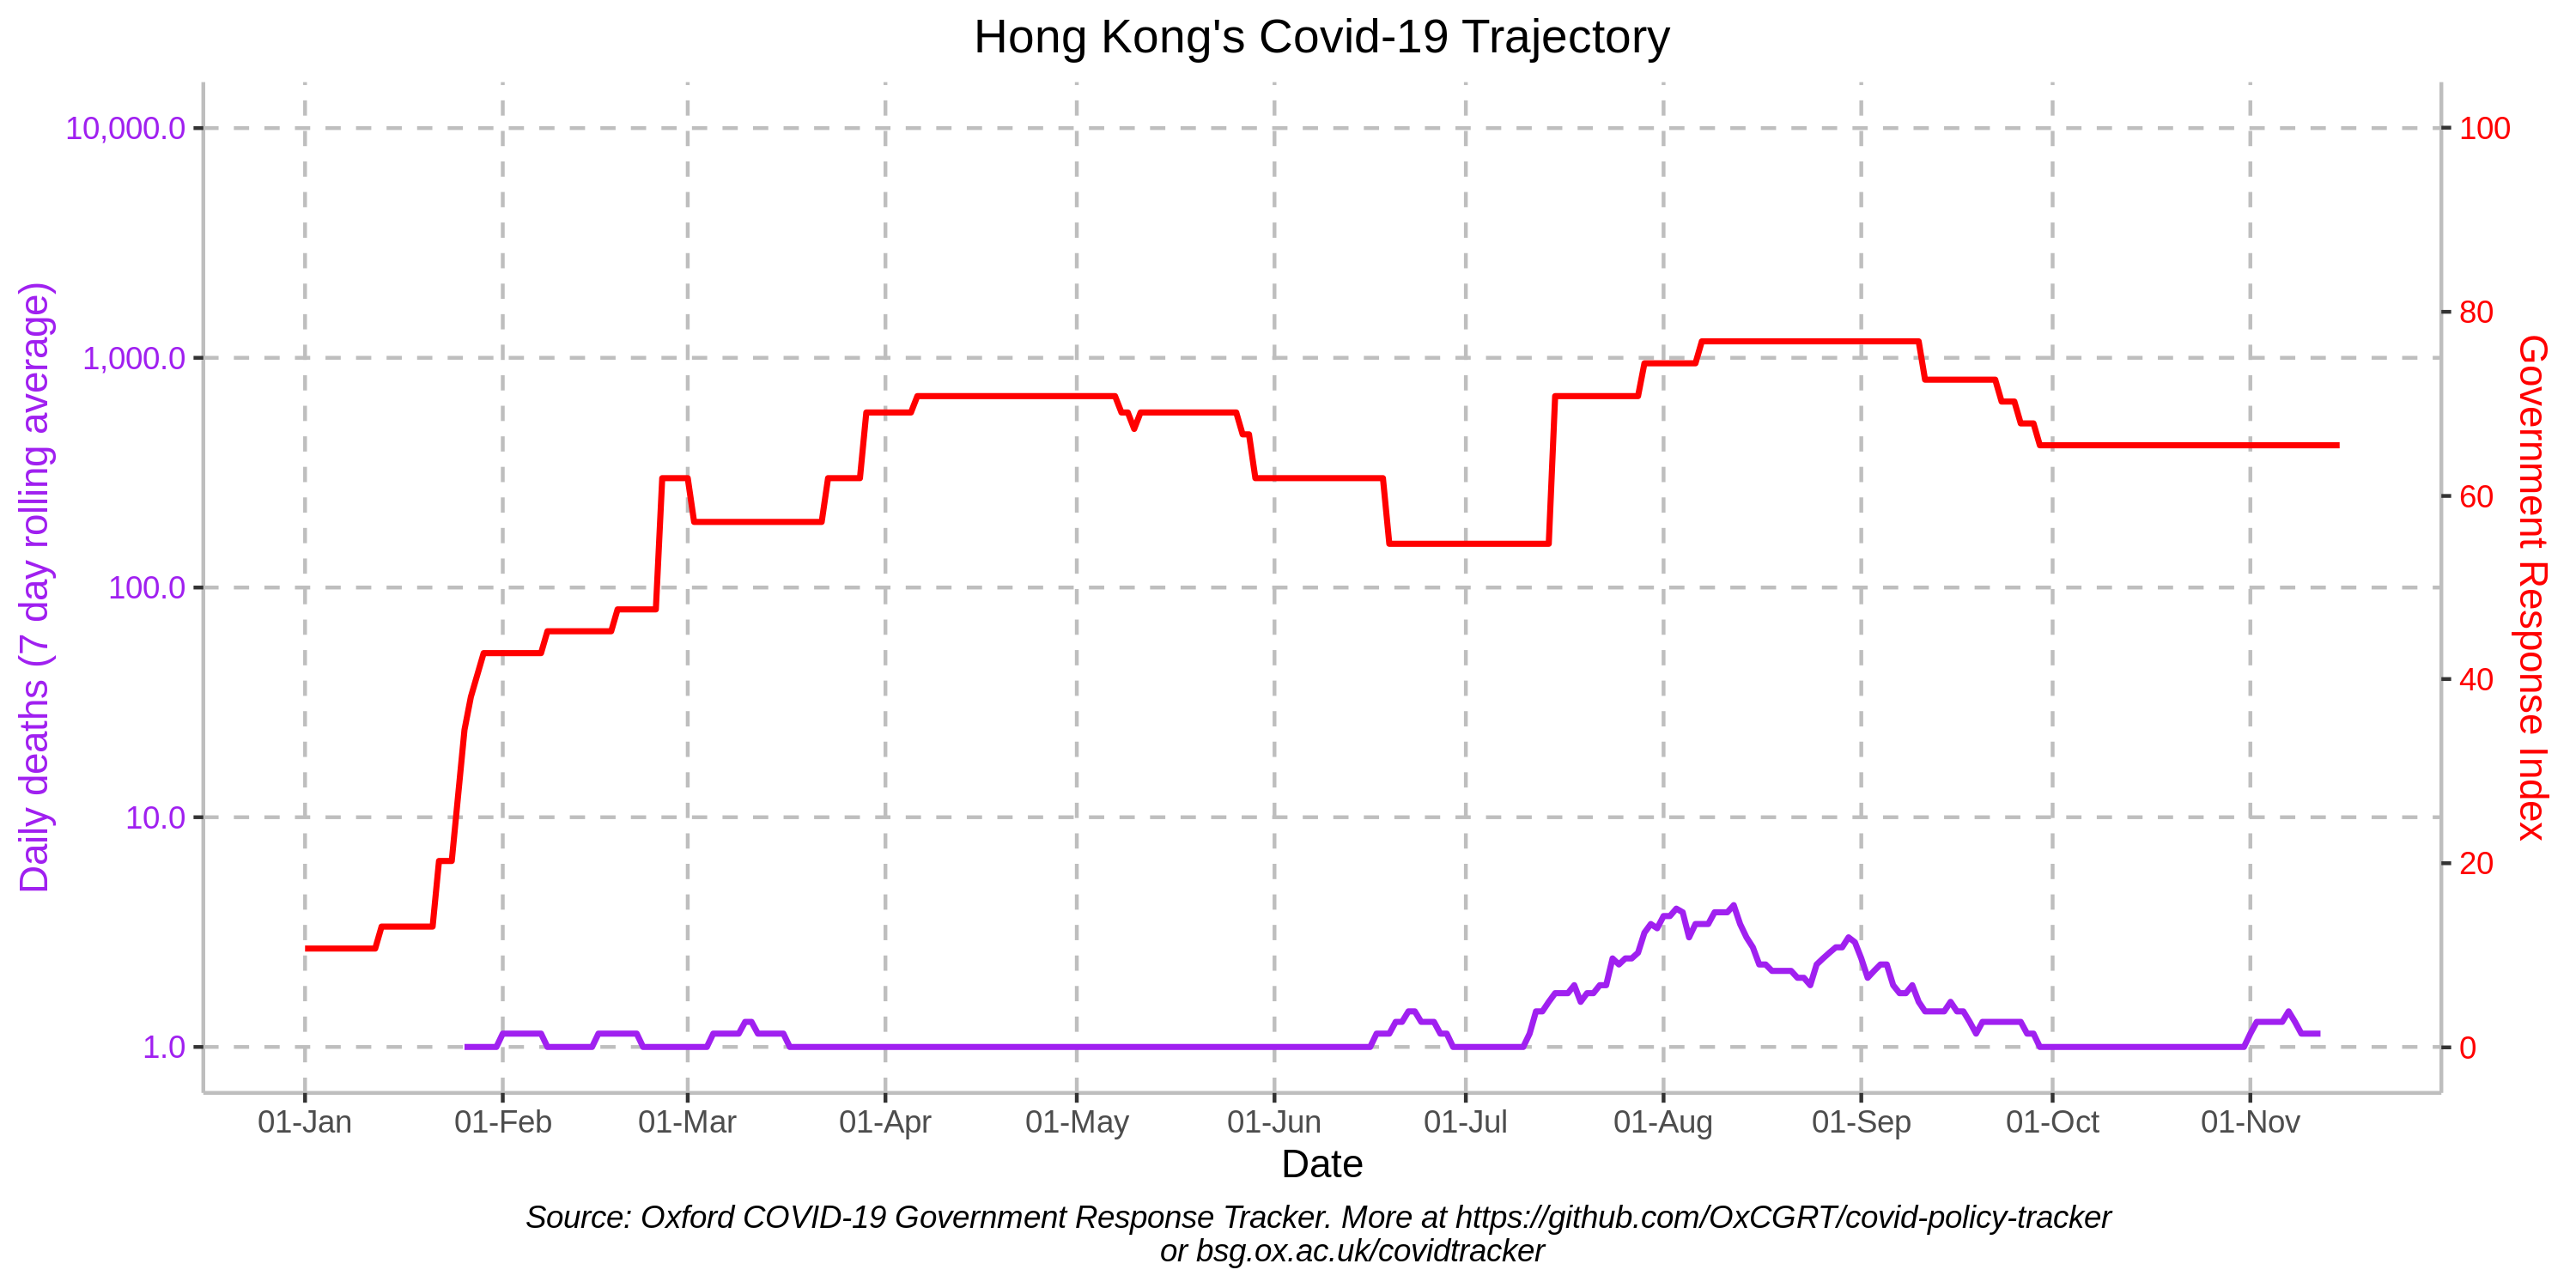 Hong Kong's Covid-19 Trajectory
10,000.0
1,000.0
100.0
10.0
1.0
Daily deaths (7 day rolling average)
100
80
60
40
20
0
Government Response Index
01-Jan 01-Feb 01-Mar 01-Apr 01-May 01-Jun 01-Jul 01-Aug 01-Sep 01-Oct 01-Nov
Date
Source: Oxford COVID-19 Government Response Tracker. More at https://github.com/OxCGRT/covid-policy-tracker
or bsg.ox.ac.uk/covidtracker